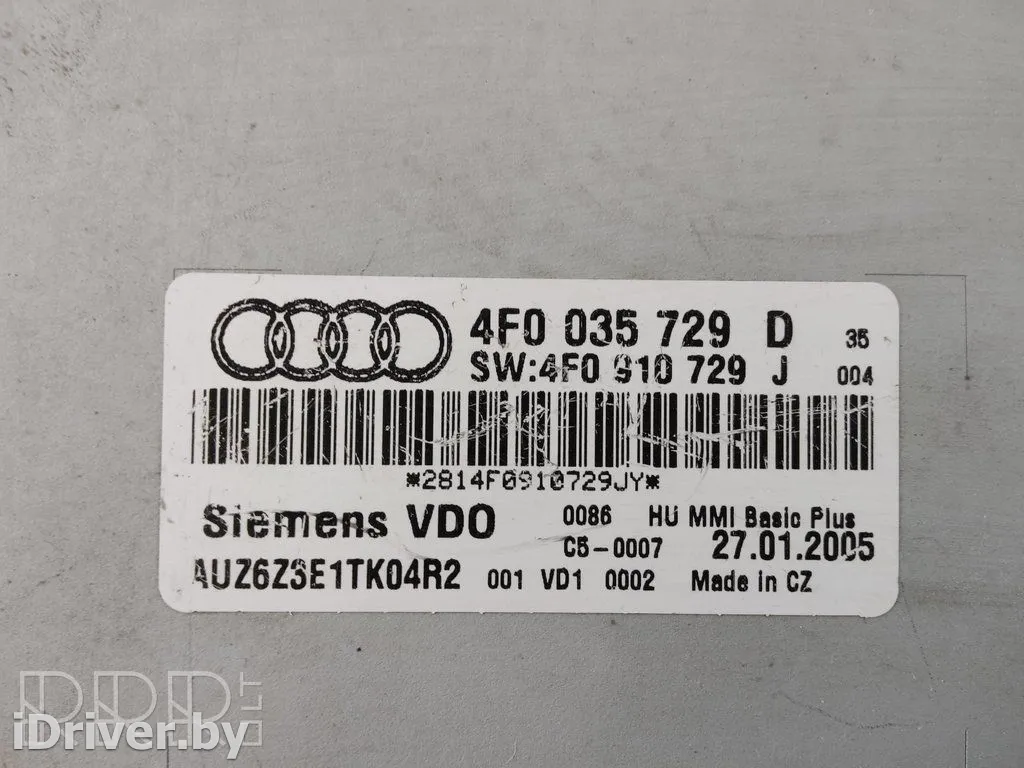 4F0 035 729 D 35
SW:4F0 910 729 J 004
*2814F0910729JY*
Siemens VDO 0086 HU MMI Basic Plus
C5-0007 27.01.2005
AUZ6Z3E1TK04R2 001 VD1 0002 Made in CZ
iDriver.by